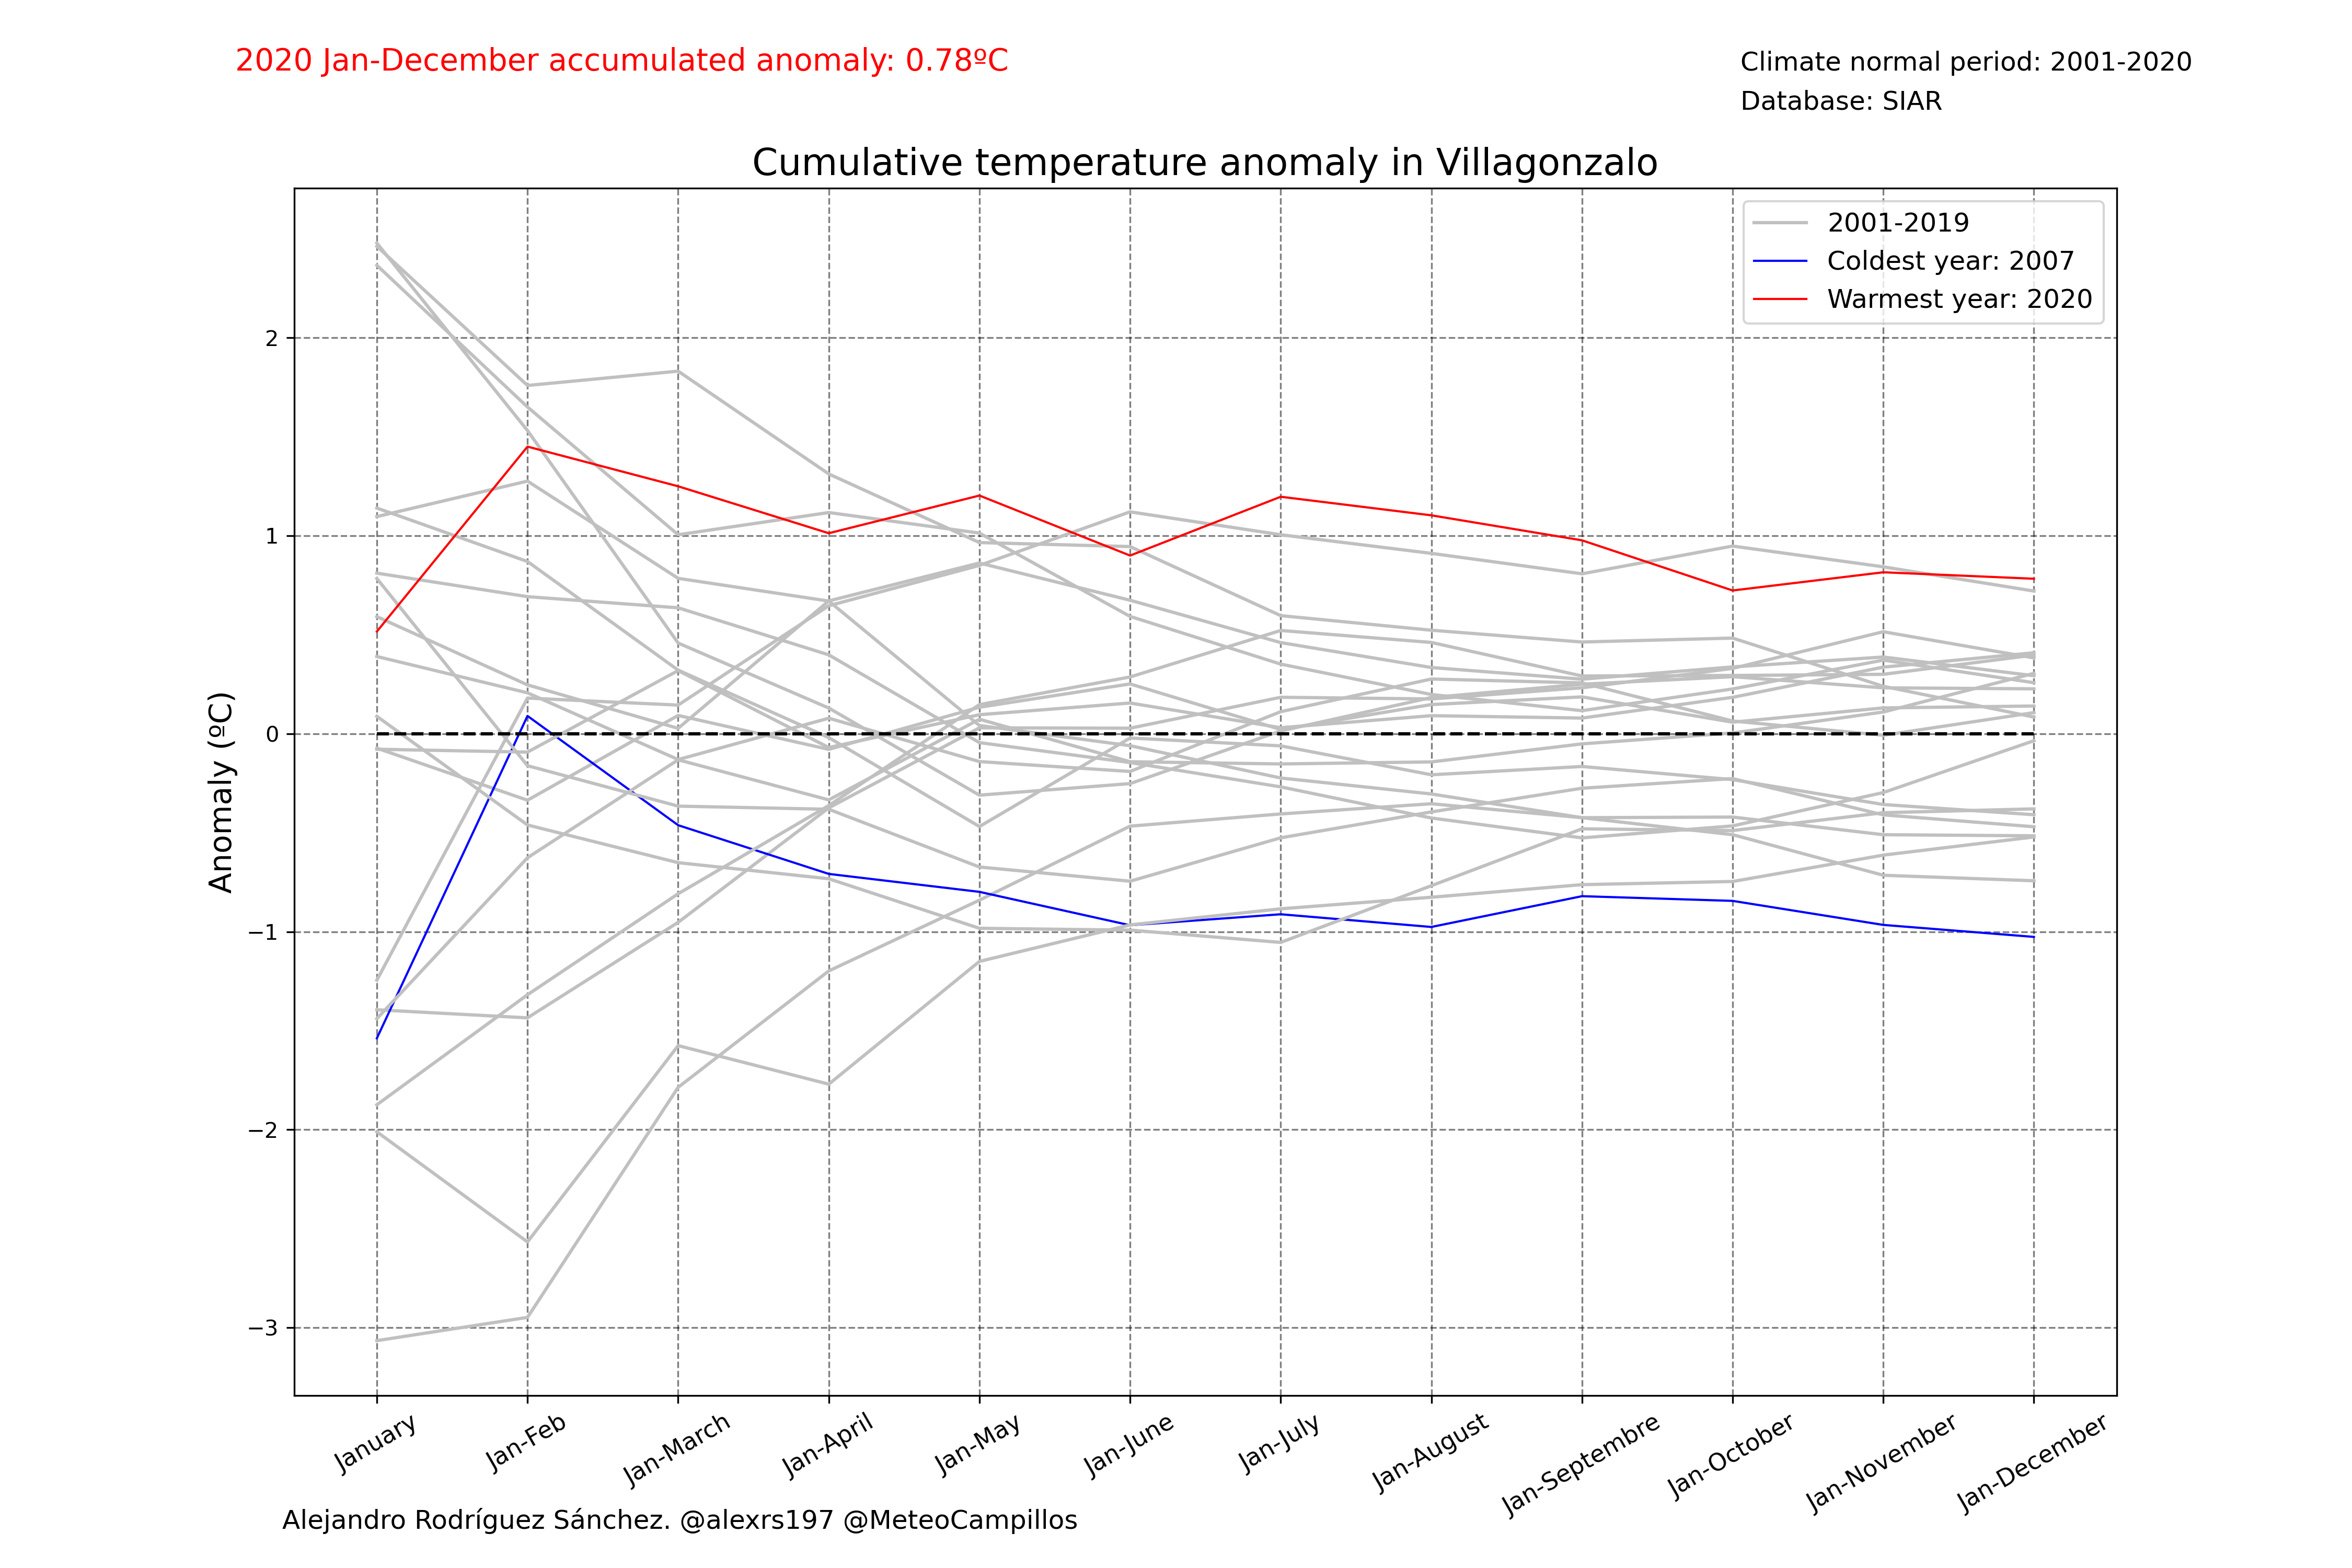 2020 Jan-December accumulated anomaly: 0.78ºC
Climate normal period: 2001-2020
Database: SIAR
Cumulative temperature anomaly in Villagonzalo
2001-2019
Coldest year: 2007
Warmest year: 2020
Anomaly (ºC)
2
1
0
−1
−2
−3
January
Jan-Feb
Jan-March
Jan-April
Jan-May
Jan-June
Jan-July
Jan-August
Jan-Septembre
Jan-October
Jan-November
Jan-December
Alejandro Rodríguez Sánchez. @alexrs197 @MeteoCampillos